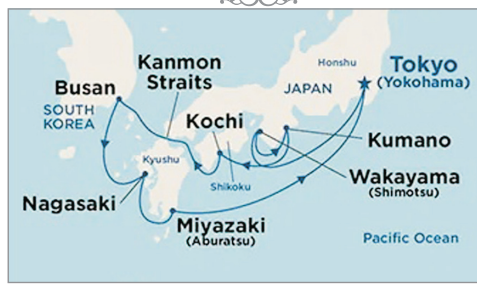 Honshu
Tokyo
(Yokohama)
Kanmon
Straits
Busan
JAPAN
SOUTH
KOREA
Kochi
Kumano
Kyushu
Shikoku
Wakayama
(Shimotsu)
Nagasaki
Miyazaki
(Aburatsu)
Pacific Ocean